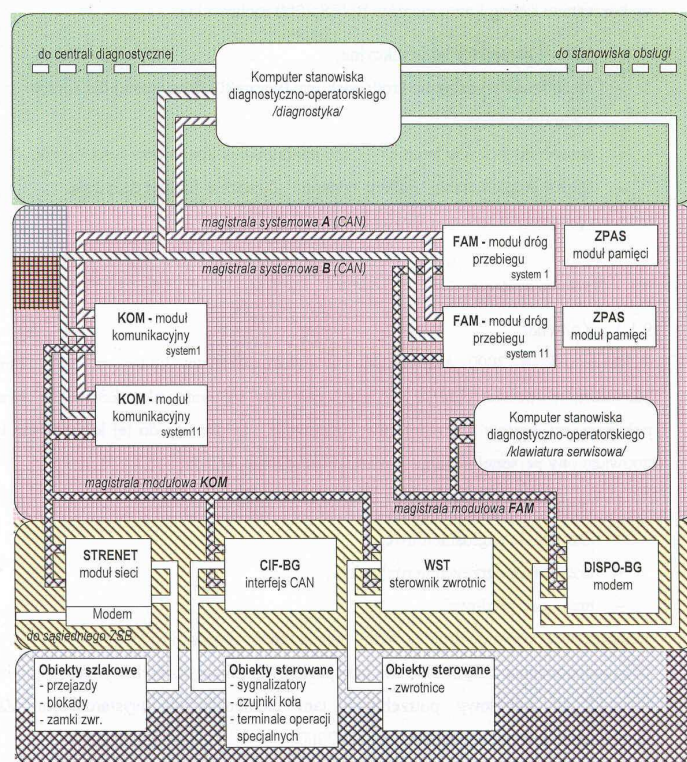 do centrali diagnostycznej
do stanowiska obsługi
Komputer stanowiska
diagnostyczno-operatorskiego
/diagnostyka/
magistrala systemowa A (CAN)
magistrala systemowa B (CAN)
FAM - moduł dróg
przebiegu
system 1
ZPAS
moduł pamięci
KOM - moduł
komunikacyjny
system1
FAM - moduł dróg
przebiegu
system 11
ZPAS
moduł pamięci
KOM - moduł
komunikacyjny
system11
Komputer stanowiska
diagnostyczno-operatorskiego
/klawiatura serwisowa/
magistrala modułowa KOM
magistrala modułowa FAM
STRENET
moduł sieci
Modem
do sąsiedniego ZSB
CIF-BG
interfejs CAN
WST
sterownik zwrotnic
DISPO-BG
modem
Obiekty szlakowe
- przejazdy
- blokady
- zamki zwr.
Obiekty sterowane
- sygnalizatory
- czujniki koła
- terminale operacji
specjalnych
Obiekty sterowane
- zwrotnice